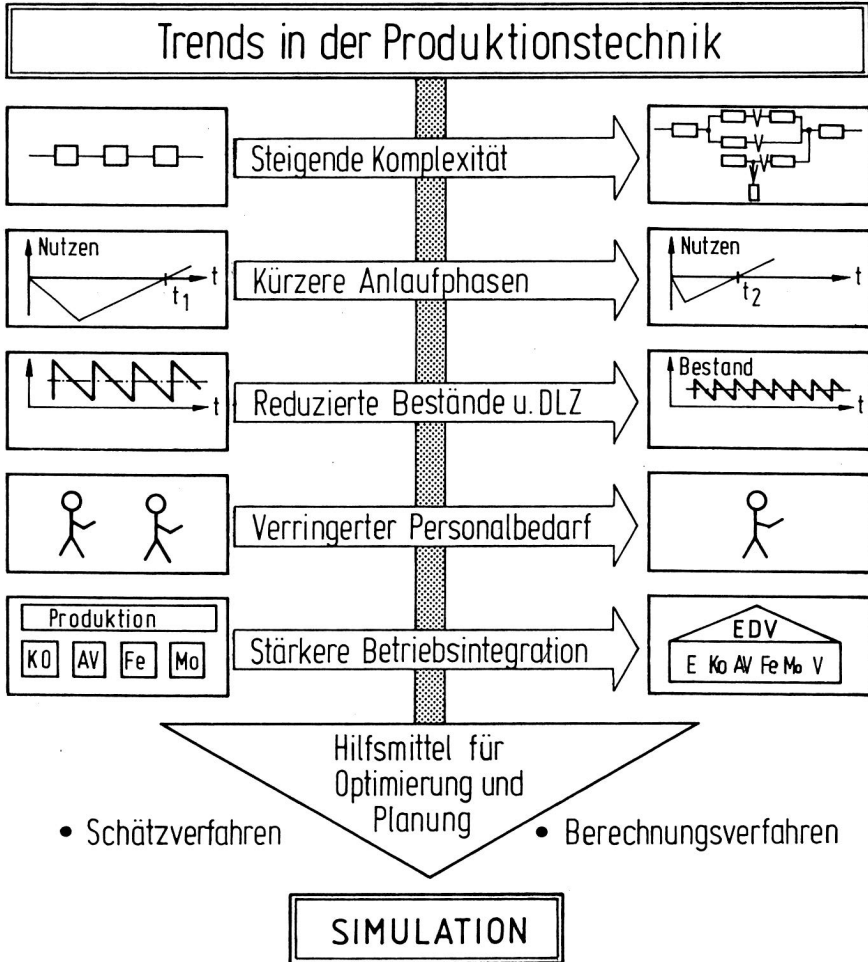 Trends in der Produktionstechnik
Steigende Komplexität
Nutzen
t
t1
Kürzere Anlaufphasen
Nutzen
t
t2
t
Reduzierte Bestände u. DLZ
Bestand
t
Verringerter Personalbedarf
Produktion
KO AV Fe Mo
Stärkere Betriebsintegration
EDV
E Ko AV Fe Mo V
Hilfsmittel für
Optimierung und
Planung
• Schätzverfahren
• Berechnungsverfahren
SIMULATION